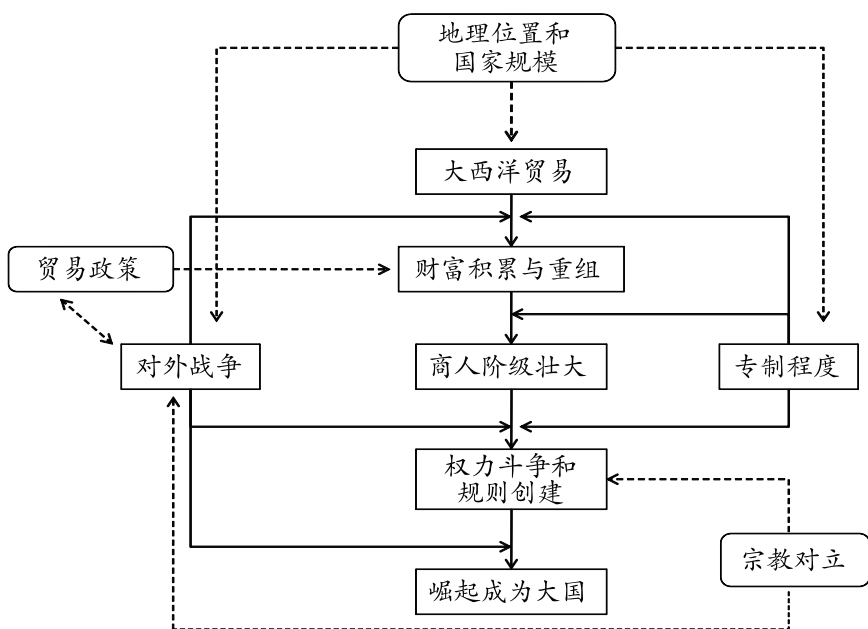 地理位置和
国家规模
大西洋贸易
贸易政策
财富积累与重组
对外战争
商人阶级壮大
专制程度
权力斗争和
规则创建
宗教对立
崛起成为大国